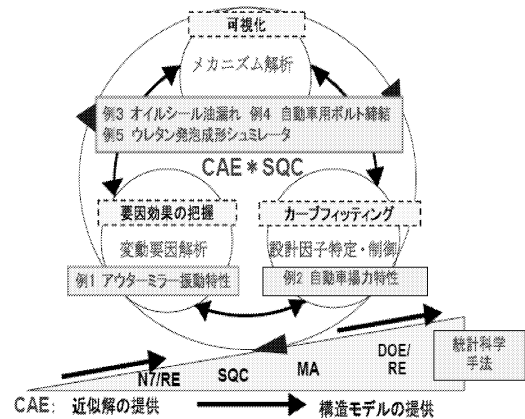 可視化
メカニズム解析
例3 オイルシール油漏れ 例4 自動車用ボルト締結
例5 ウレタン発泡成形シュミレータ
CAE*SQC
要因効果の把握
カーブフィッティング
変動要因解析
設計因子特定・制御
例1 アウターミラー振動特性
例2 自動車揚力特性
N7/RE
SQC
MA
DOE/
RE
統計科学
手法
CAE: 近似解の提供
構造モデルの提供